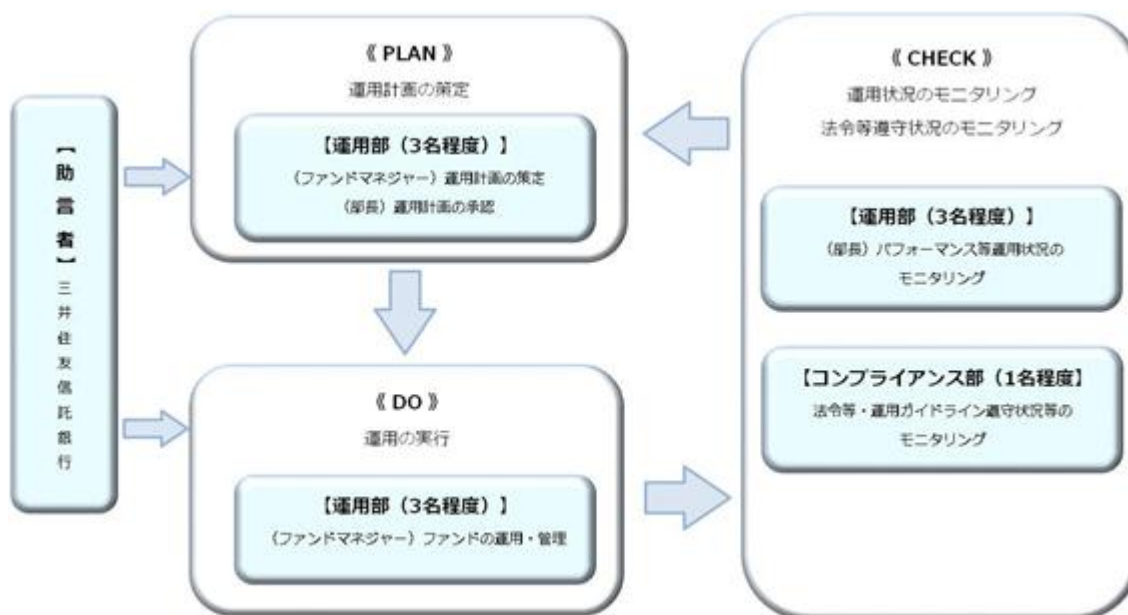 【助言者】三井住友信託銀行
《 PLAN 》
運用計画の策定
【運用部（3名程度）】
（ファンドマネジャー）運用計画の策定
（部長）運用計画の承認
《 DO 》
運用の実行
【運用部（3名程度）】
（ファンドマネジャー）ファンドの運用・管理
《 CHECK 》
運用状況のモニタリング
法令等遵守状況のモニタリング
【運用部（3名程度）】
（部長）パフォーマンス等運用状況の
モニタリング
【コンプライアンス部（1名程度】
法令等・運用ガイドライン遵守状況等の
モニタリング